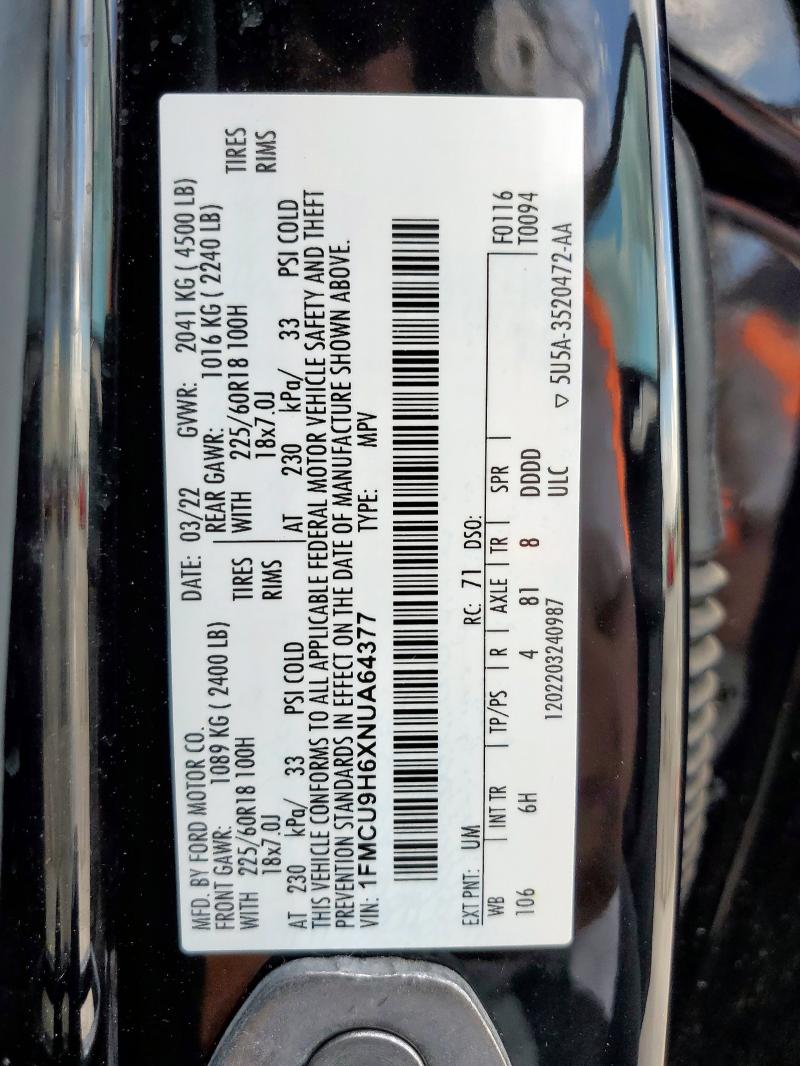 MFD. BY FORD MOTOR CO.
DATE: 03/22 GVWR: 2041 KG ( 4500 LB)
FRONT GAWR: 1089 KG ( 2400 LB)
REAR GAWR: 1016 KG ( 2240 LB)
WITH 225/60R18 100H TIRES
WITH 225/60R18 100H TIRES
18x7.0J RIMS
18x7.0J RIMS
AT 230 kPa/ 33 PSI COLD
AT 230 kPa/ 33 PSI COLD
THIS VEHICLE CONFORMS TO ALL APPLICABLE FEDERAL MOTOR VEHICLE SAFETY AND THEFT
PREVENTION STANDARDS IN EFFECT ON THE DATE OF MANUFACTURE SHOWN ABOVE.
VIN: 1FMCU9H6XNUA64377 TYPE: MPV
EXT PNT: UM RC: 71 DSO:
WB INT TR TP/PS R AXLE TR SPR F0116
106 6H 4 81 8 DDDD T0094
1202203240987 ULC
▽ 5U5A-3520472-AA